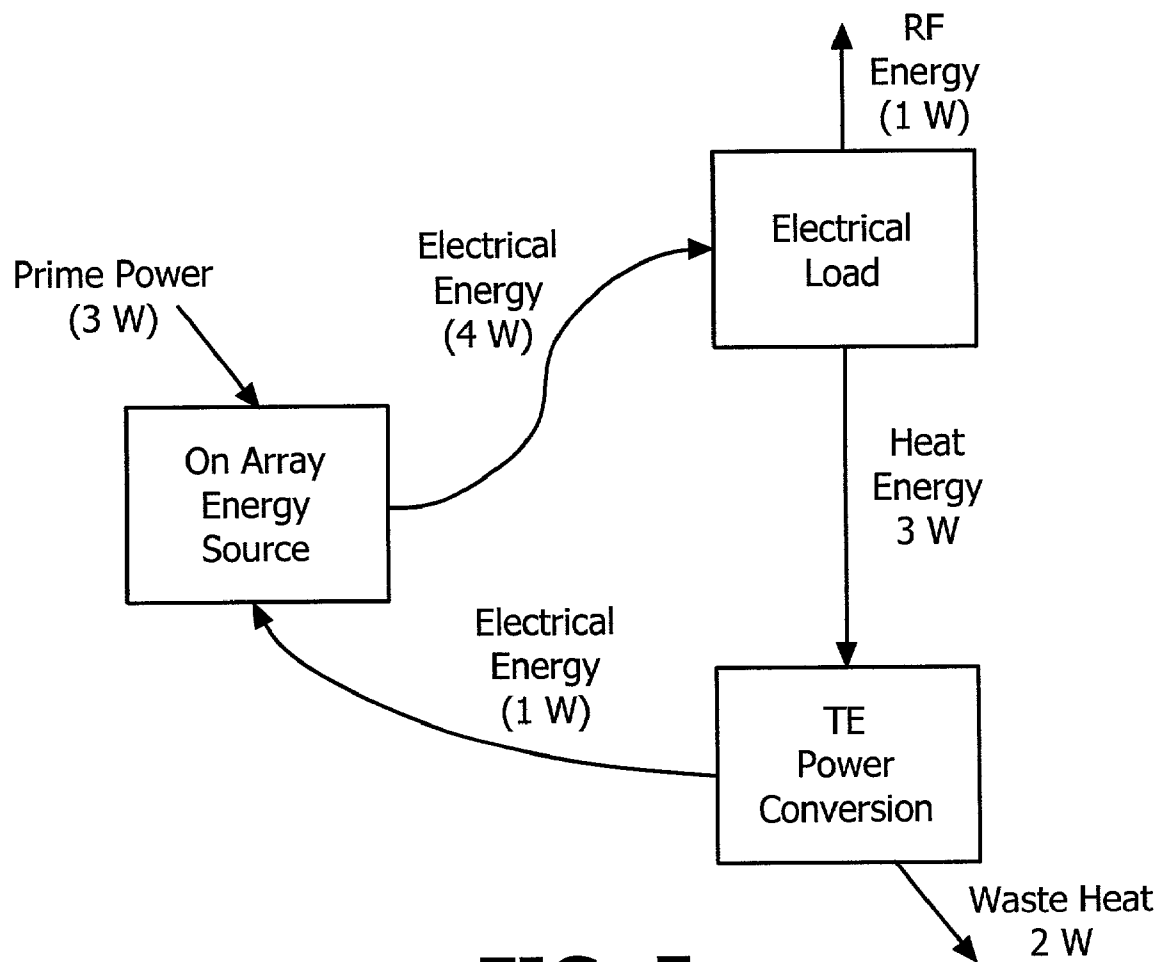 RF
Energy
(1 W)
Electrical
Load
Electrical
Energy
(4 W)
Prime Power
(3 W)
On Array
Energy
Source
Heat
Energy
3 W
Electrical
Energy
(1 W)
TE
Power
Conversion
Waste Heat
2 W